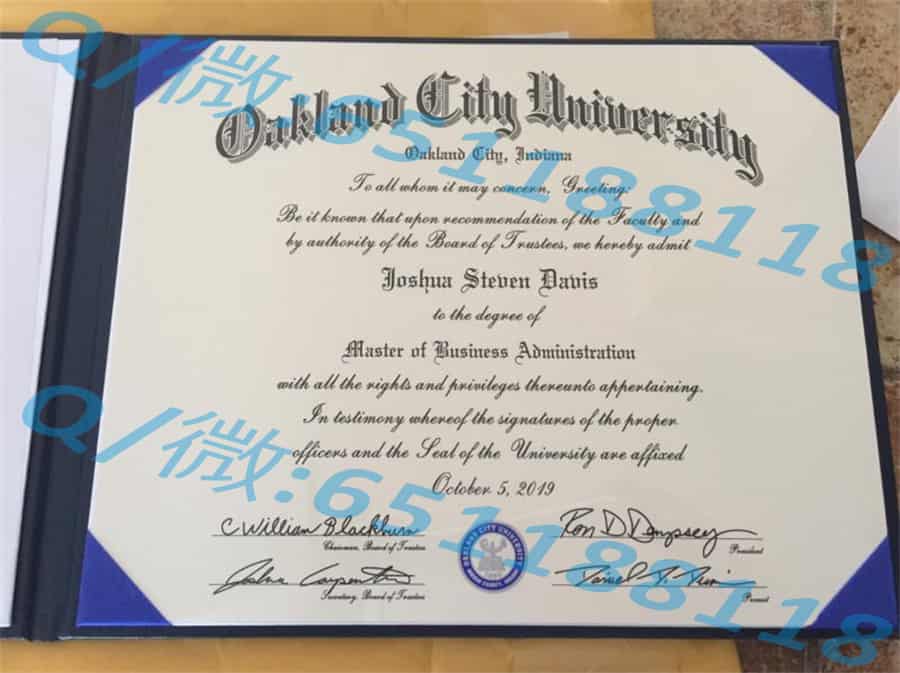 Oakland City University
Oakland City, Indiana
To all whom it may concern, Greeting:
Be it known that upon recommendation of the Faculty and
by authority of the Board of Trustees, we hereby admit
Joshua Steven Davis
to the degree of
Master of Business Administration
with all the rights and privileges thereunto appertaining.
In testimony whereof the signatures of the proper
officers and the Seal of the University are affixed
October 5, 2019
C William Blackburn
Chairman, Board of Trustees
Ron D Dempsey
President
Secretary, Board of Trustees
OAKLAND CITY UNIVERSITY
Q/微:651188118
Q/微:651188118